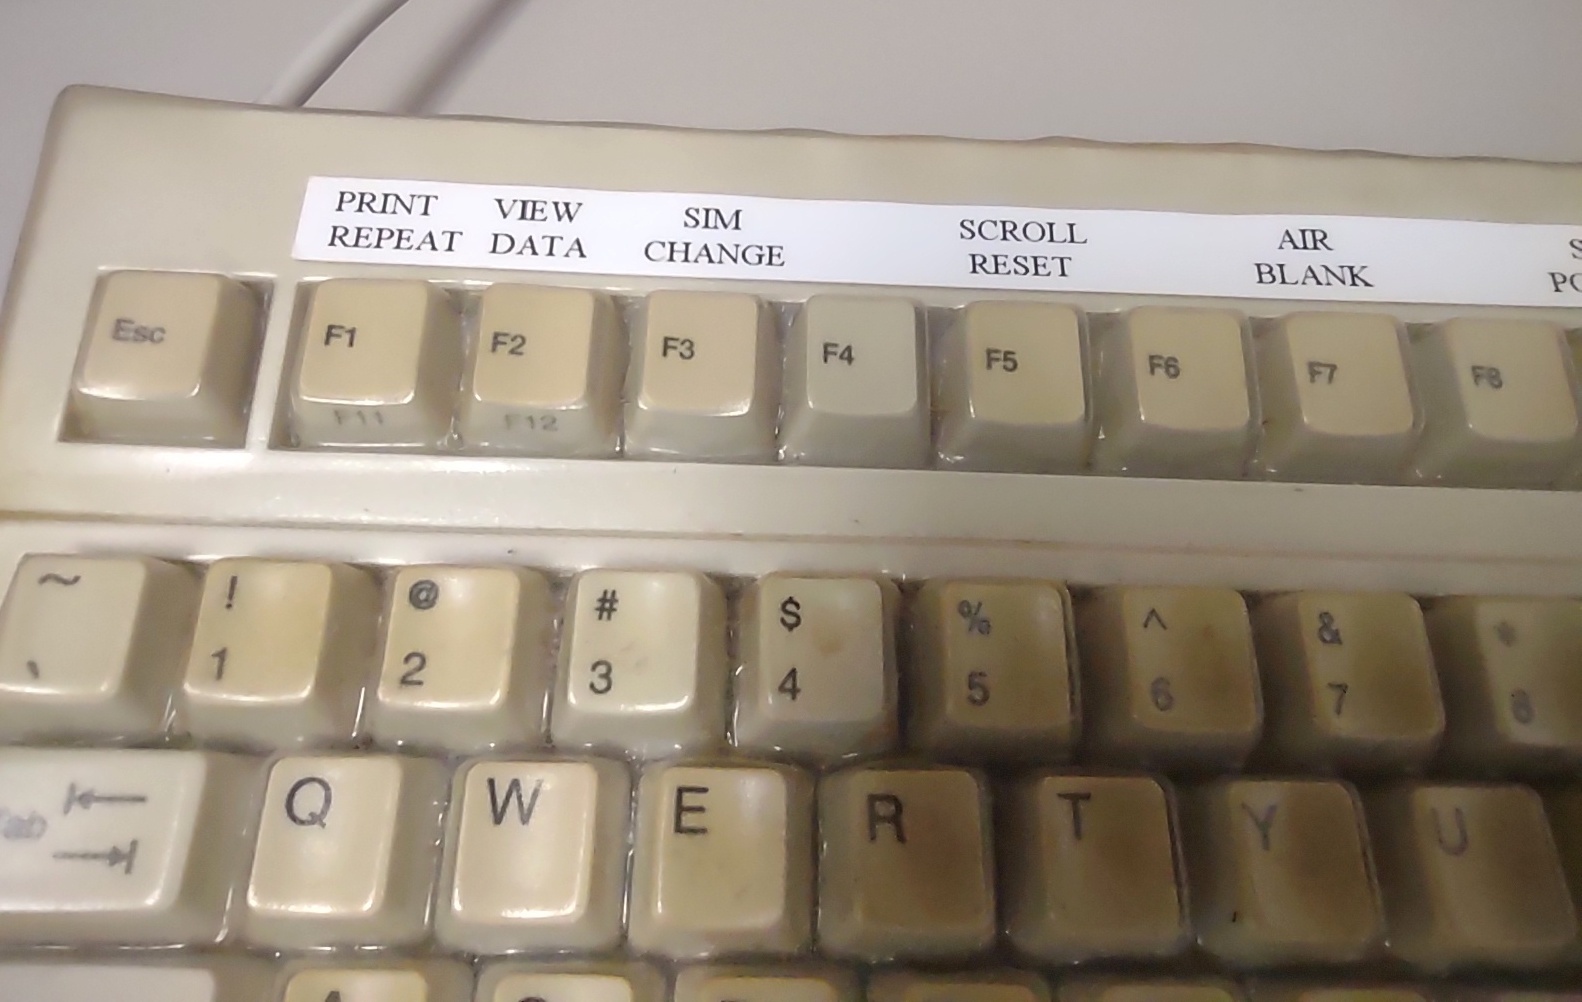 PRINT REPEAT
VIEW DATA
SIM CHANGE
SCROLL RESET
AIR BLANK
Esc
F1 F2 F3 F4 F5 F6 F7 F8
F11 F12
~ ! @ # $ % ^ & *
` 1 2 3 4 5 6 7 8
Tab Q W E R T Y U